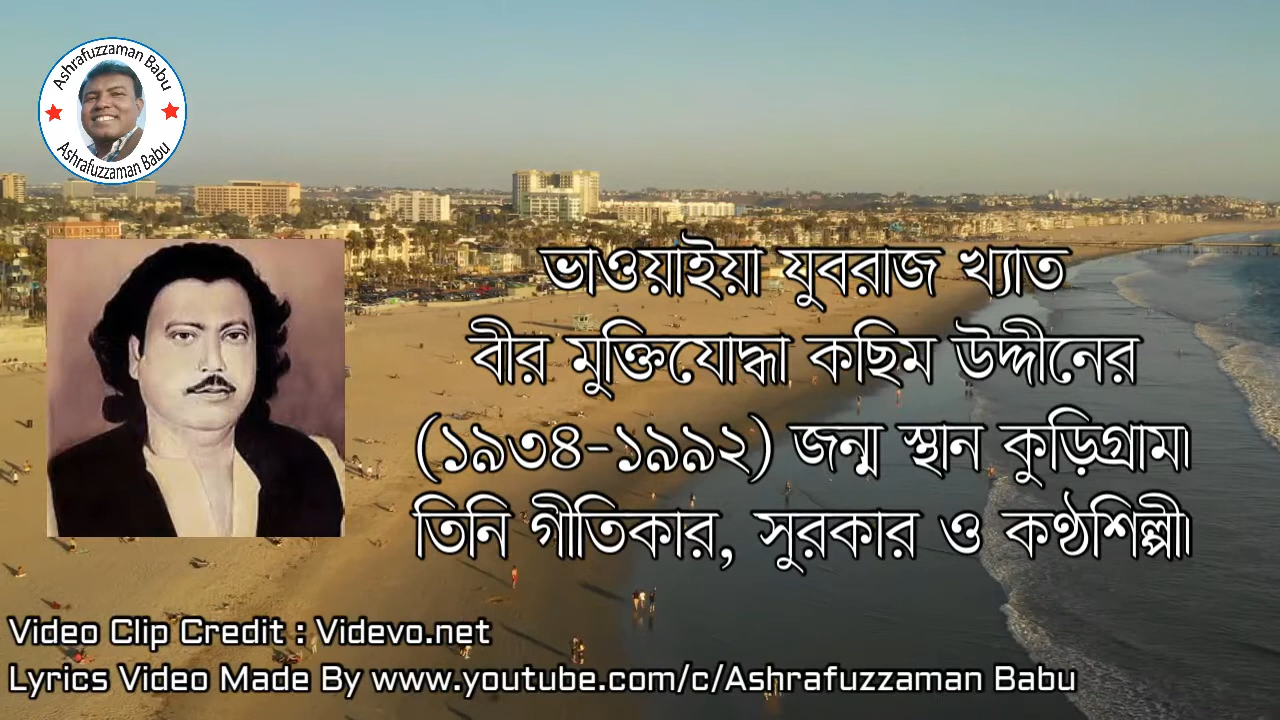 Ashrafuzzaman Babu
Ashrafuzzaman Babu
ভাওয়াইয়া যুবরাজ খ্যাত
বীর মুক্তিযোদ্ধা কছিম উদ্দীনের
(১৯৩৪-১৯৯২) জন্ম স্থান কুড়িগ্রাম৷
তিনি গীতিকার, সুরকার ও কণ্ঠশিল্পী৷
Video Clip Credit : Videvo.net
Lyrics Video Made By www.youtube.com/c/Ashrafuzzaman Babu